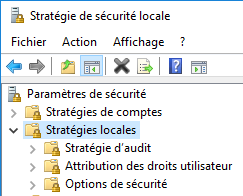 Stratégie de sécurité locale
Fichier Action Affichage ?
Paramètres de sécurité
Stratégies de comptes
Stratégies locales
Stratégie d'audit
Attribution des droits utilisateur
Options de sécurité